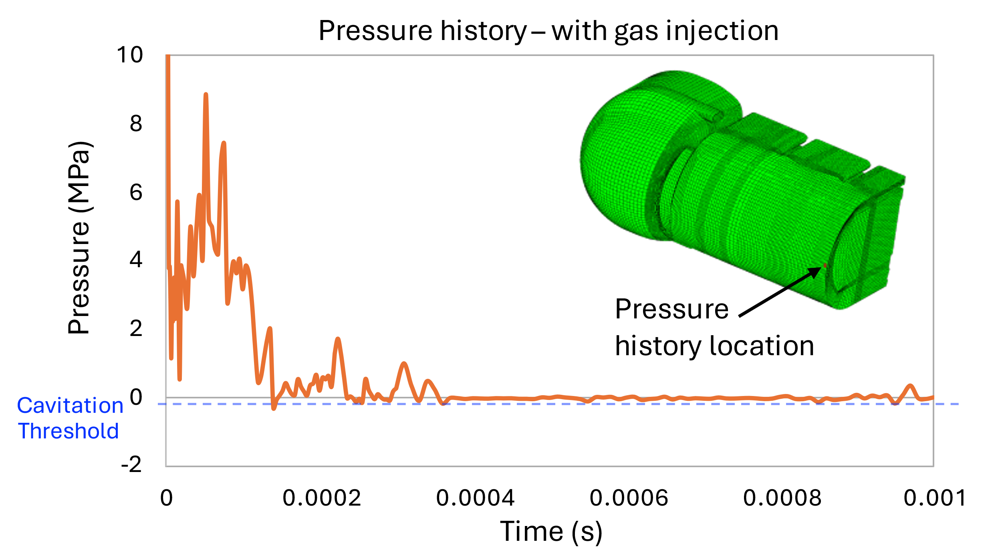 Pressure history – with gas injection
10
8
6
4
2
0
-2
Pressure (MPa)
Cavitation
Threshold
Pressure
history location
0
0.0002
0.0004
0.0006
0.0008
0.001
Time (s)